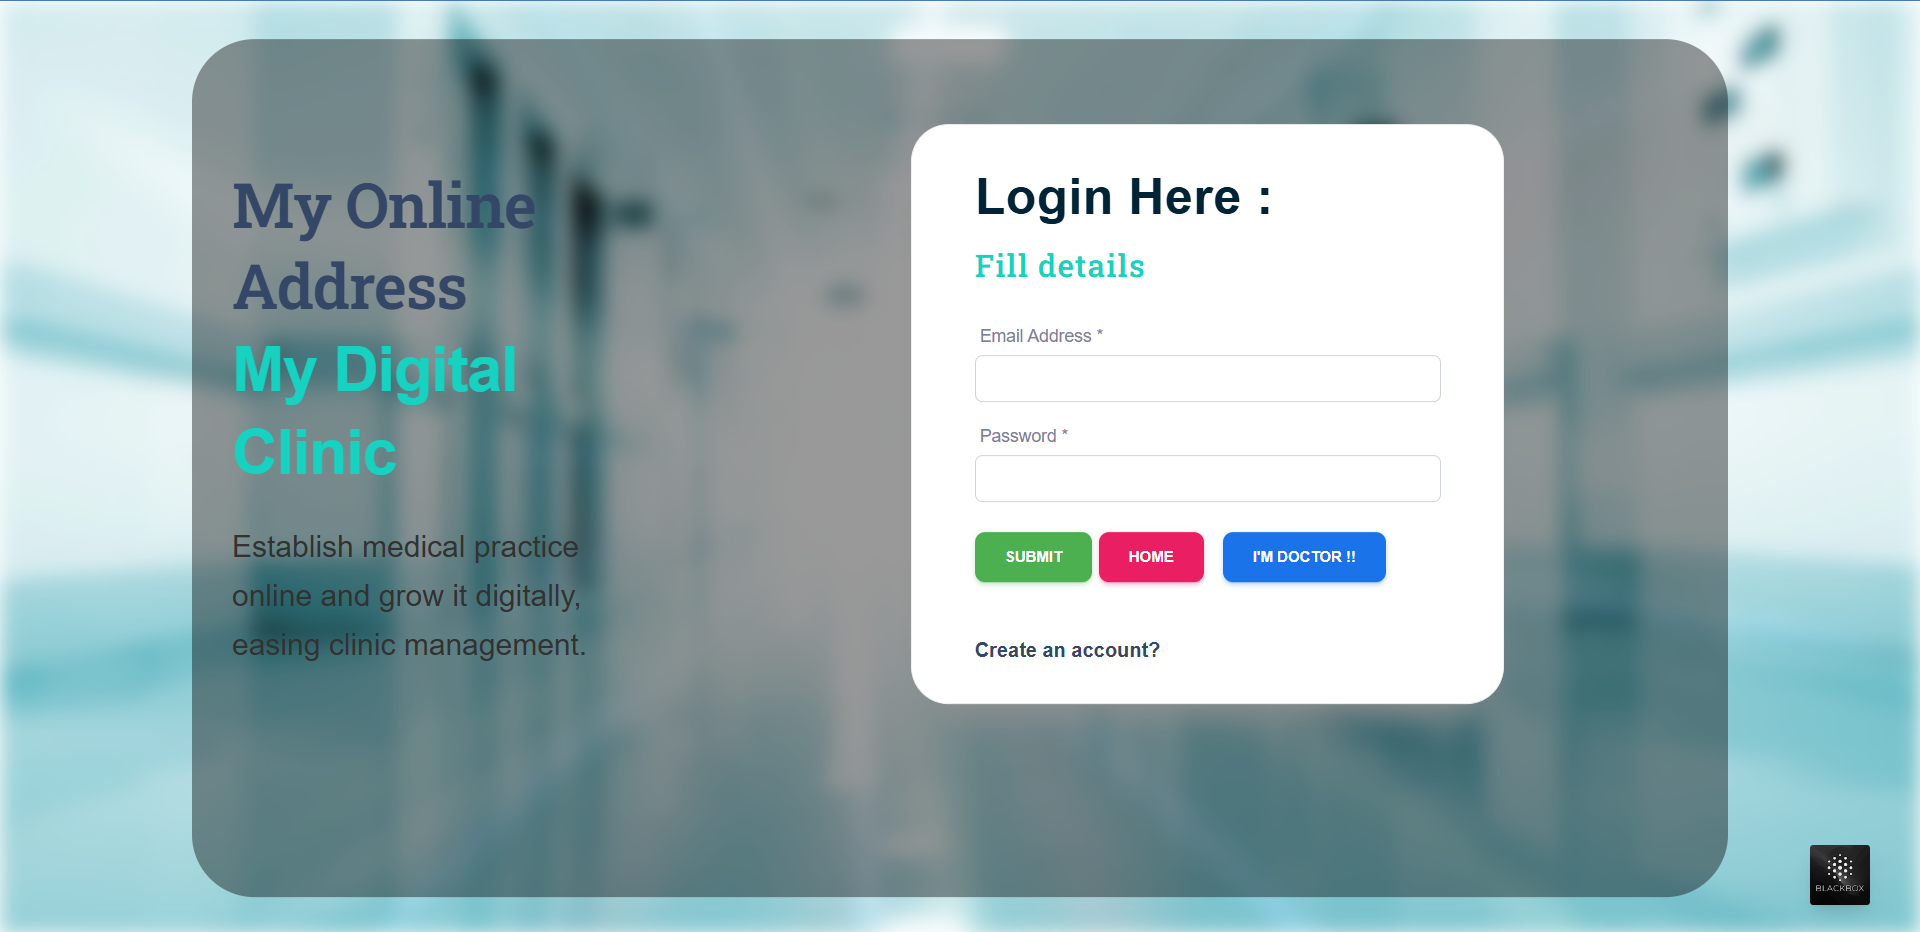 My Online
Address
My Digital
Clinic
Establish medical practice
online and grow it digitally,
easing clinic management.
Login Here :
Fill details
Email Address *
Password *
SUBMIT HOME I'M DOCTOR !!
Create an account?
BLACKBOX